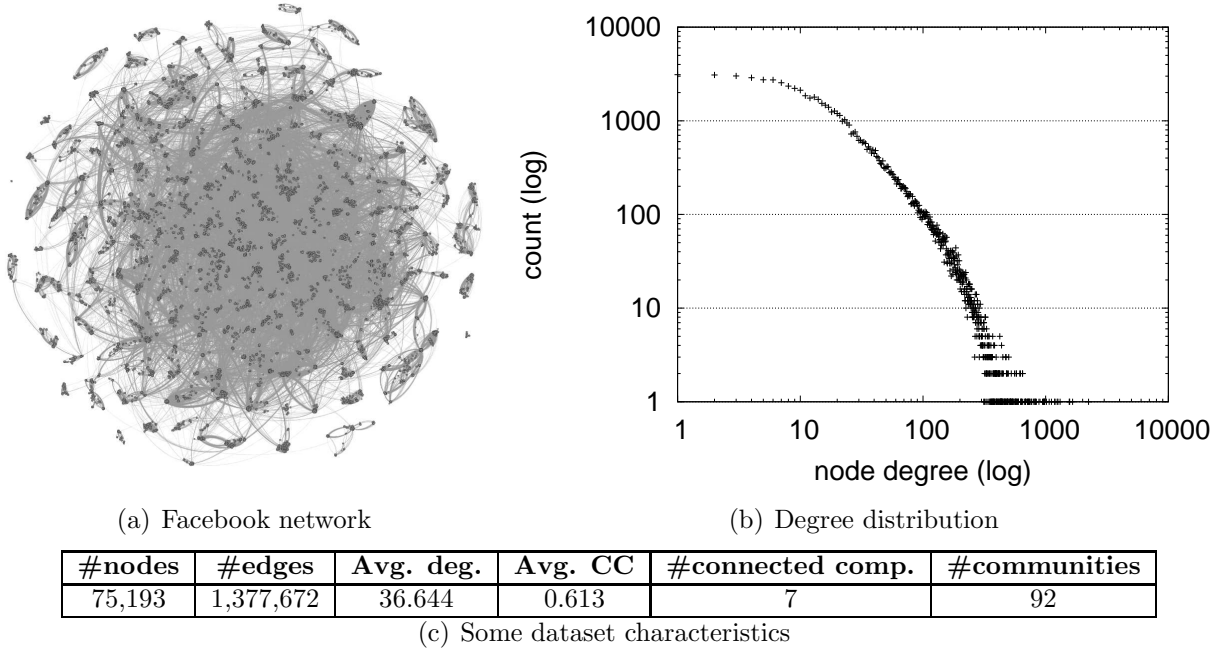 10000
1000
100
10
1
count (log)
1 10 100 1000 10000
node degree (log)
(a) Facebook network
(b) Degree distribution
#nodes #edges Avg. deg. Avg. CC #connected comp. #communities
75,193 1,377,672 36.644 0.613 7 92
(c) Some dataset characteristics